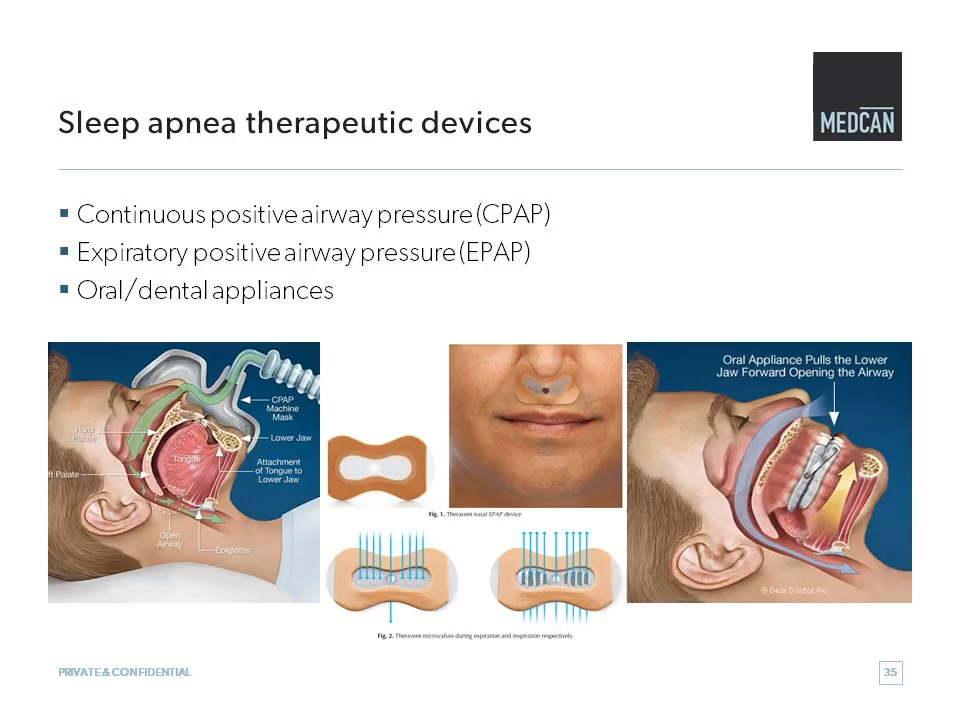 MEDCAN
Sleep apnea therapeutic devices
▪ Continuous positive airway pressure (CPAP)
▪ Expiratory positive airway pressure (EPAP)
▪ Oral/dental appliances
CPAP
Machine
Mask
Hard
Palate
Lower Jaw
Tongue
ft Palate
Attachment
of Tongue to
Lower Jaw
Open
Airway
Epiglottis
Fig. 1. Theravent nasal EPAP device
Fig. 2. Theravent microvalves during expiration and inspiration respectively
Oral Appliance Pulls the Lower
Jaw Forward Opening the Airway
© Dear Doctor, Inc.
PRIVATE & CONFIDENTIAL
35